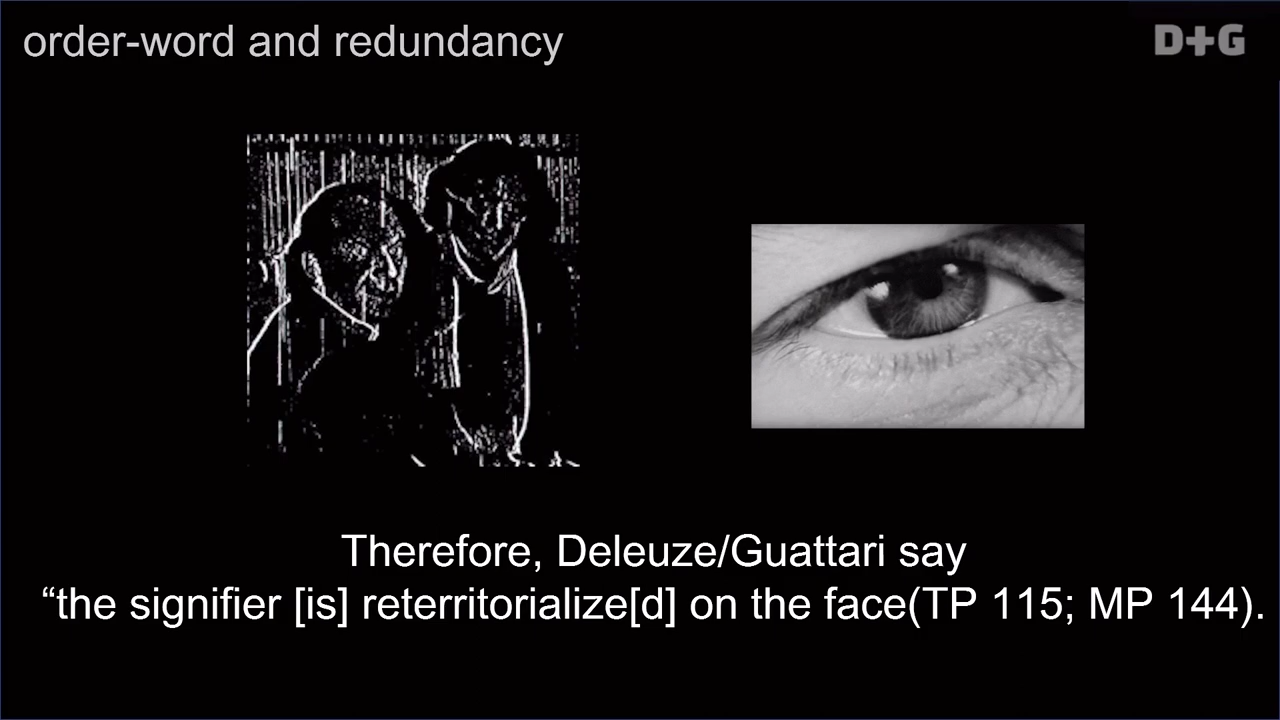 order-word and redundancy
D+G
Therefore, Deleuze/Guattari say
“the signifier [is] reterritorialize[d] on the face(TP 115; MP 144).